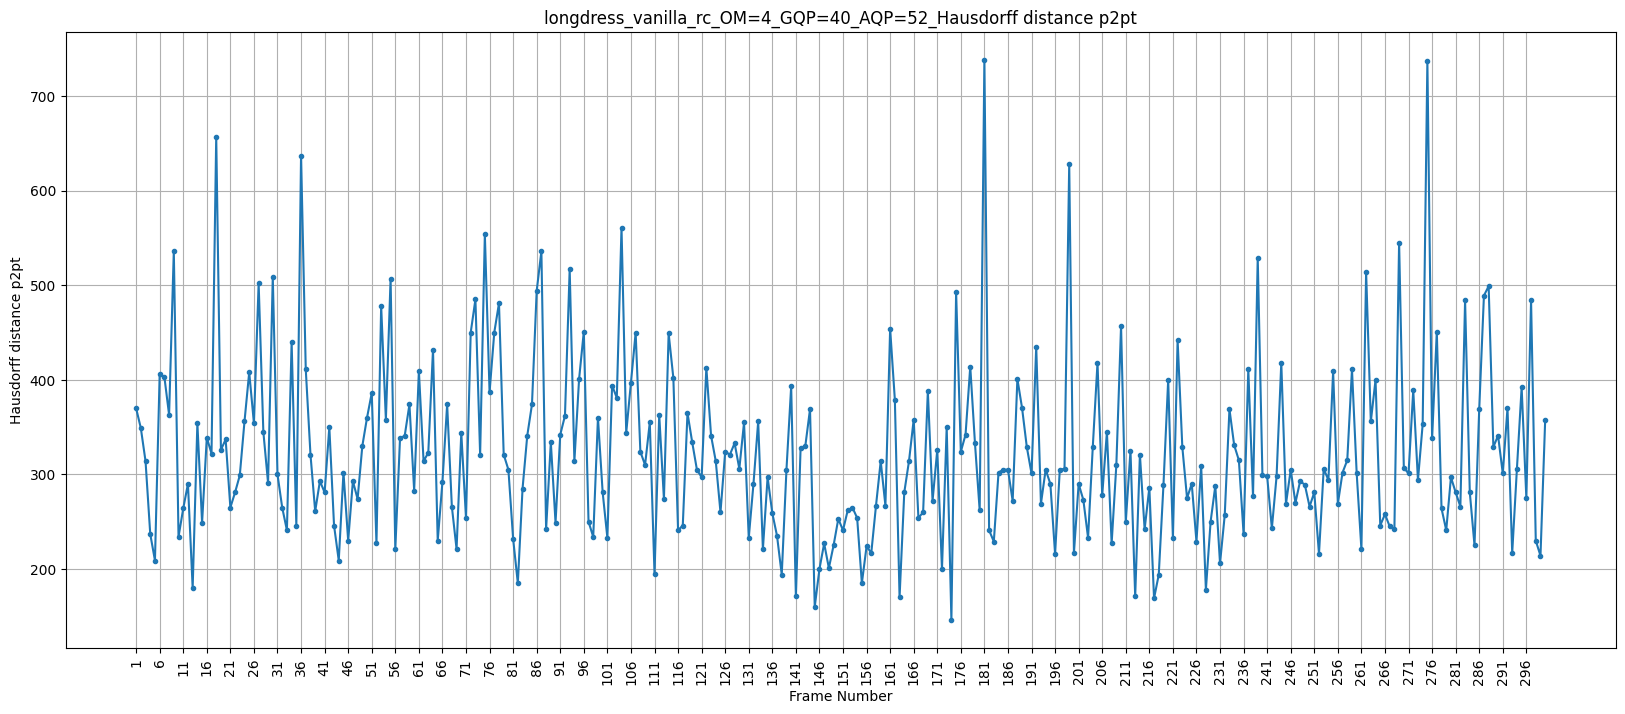 longdress_vanilla_rc_OM=4_GQP=40_AQP=52_Hausdorff distance p2pt
Hausdorff distance p2pt
700
600
500
400
300
200
1 6 11 16 21 26 31 36 41 46 51 56 61 66 71 76 81 86 91 96 101 106 111 116 121 126 131 136 141 146 151 156 161 166 171 176 181 186 191 196 201 206 211 216 221 226 231 236 241 246 251 256 261 266 271 276 281 286 291 296
Frame Number